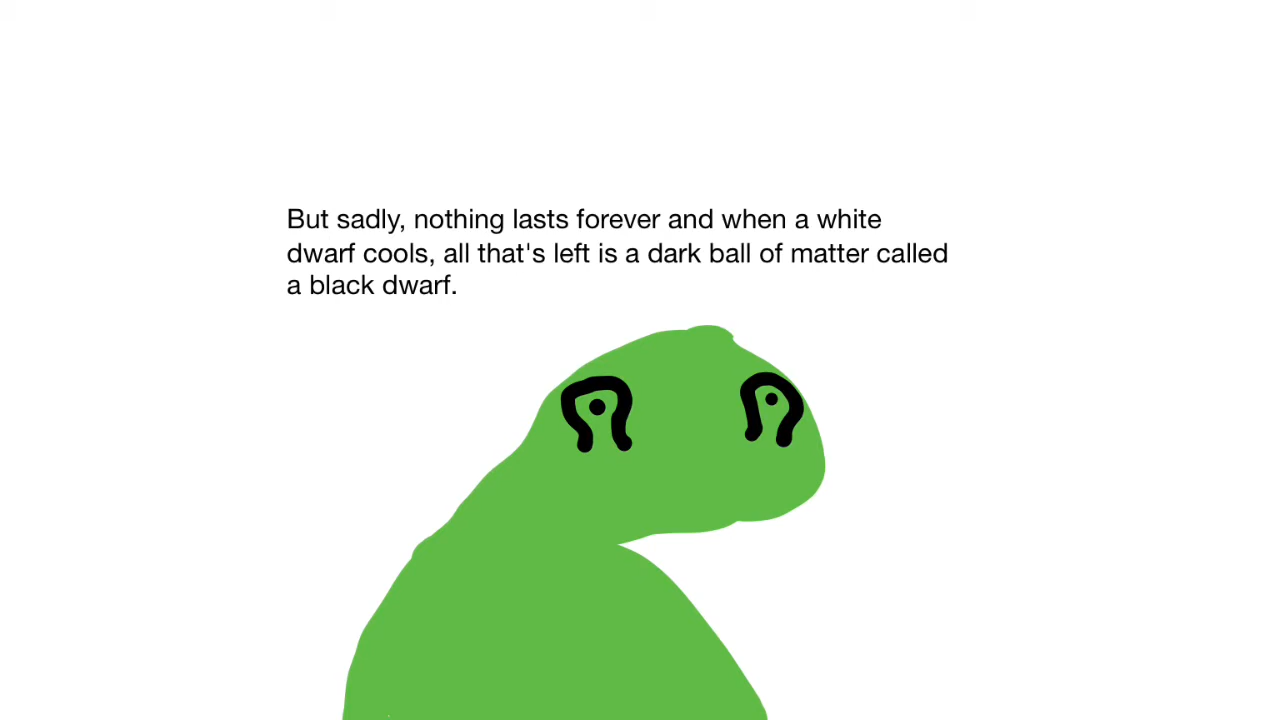 But sadly, nothing lasts forever and when a white
dwarf cools, all that's left is a dark ball of matter called
a black dwarf.